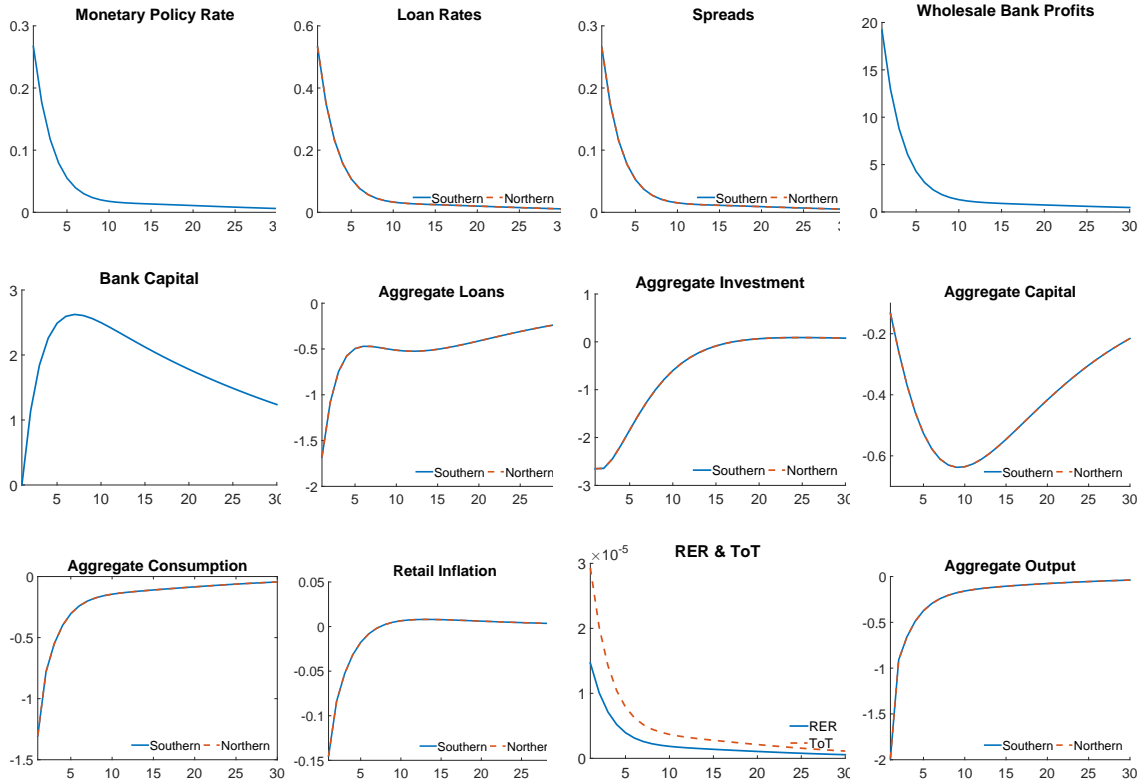 Monetary Policy Rate
0.3
0.2
0.1
0
5 10 15 20 25 30
Loan Rates
0.6
0.4
0.2
0
5 10 15 20 25 3
Southern Northern
Spreads
0.3
0.2
0.1
0
5 10 15 20 25 3
Southern Northern
Wholesale Bank Profits
20
15
10
5
0
5 10 15 20 25 30
Bank Capital
3
2
1
0
5 10 15 20 25 30
Aggregate Loans
0
-0.5
-1
-1.5
-2
5 10 15 20 25
Southern Northern
Aggregate Investment
1
0
-1
-2
-3
5 10 15 20 25 30
Southern Northern
Aggregate Capital
-0.2
-0.4
-0.6
5 10 15 20 25 30
Southern Northern
Aggregate Consumption
0
-0.5
-1
-1.5
5 10 15 20 25 30
Southern Northern
Retail Inflation
0.05
0
-0.05
-0.1
-0.15
5 10 15 20 25
Southern Northern
RER & ToT
×10-5
3
2
1
0
5 10 15 20 25 30
RER
ToT
Aggregate Output
0
-0.5
-1
-1.5
-2
5 10 15 20 25 30
Southern Northern